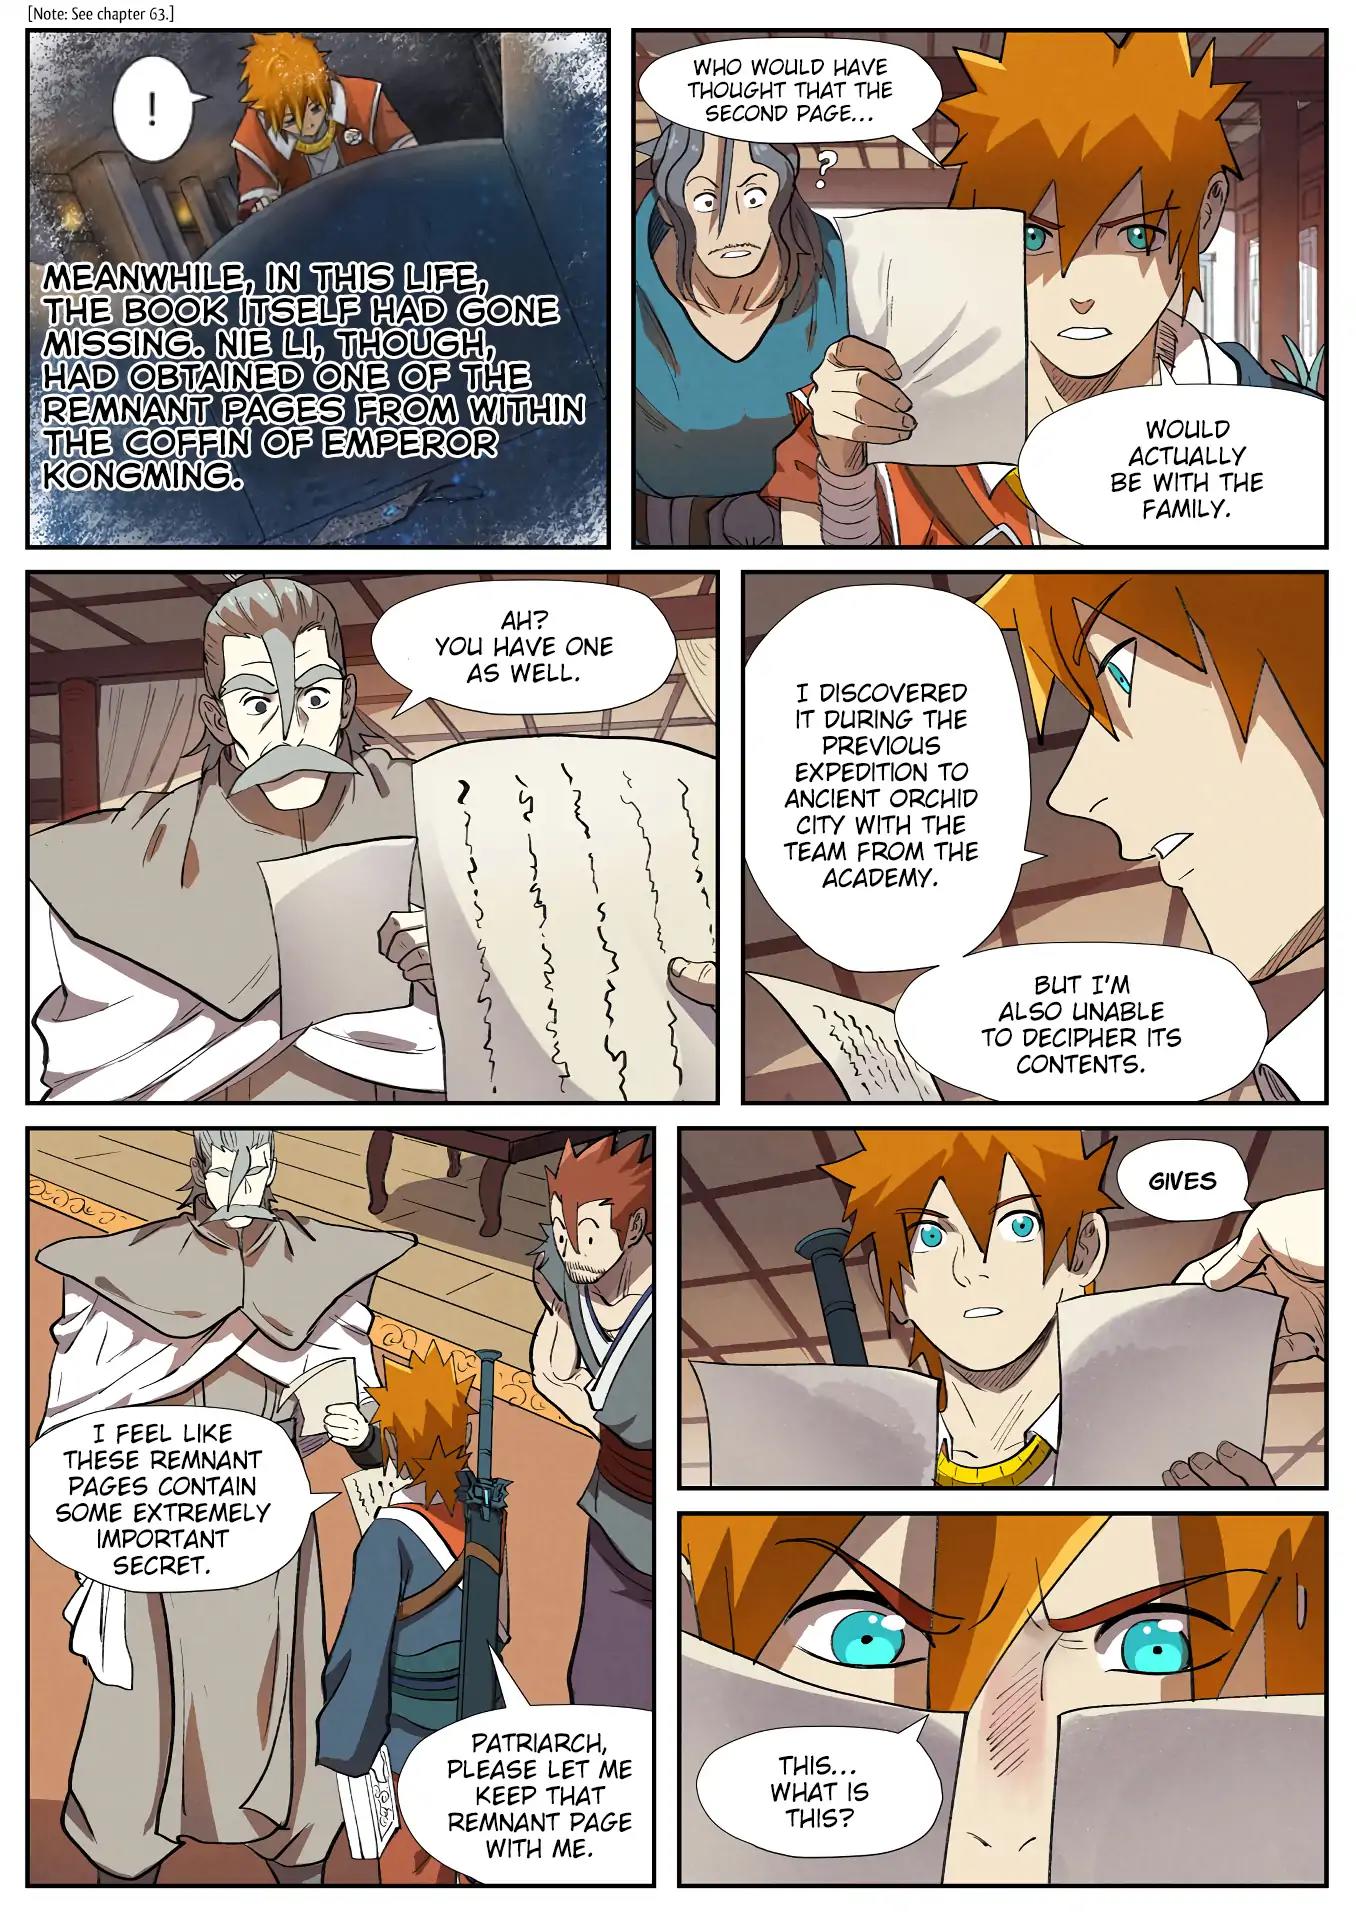 [Note: See chapter 63.]
!
MEANWHILE, IN THIS LIFE,
THE BOOK ITSELF HAD GONE
MISSING. NIE LI, THOUGH,
HAD OBTAINED ONE OF THE
REMNANT PAGES FROM WITHIN
THE COFFIN OF EMPEROR
KONGMING.
WHO WOULD HAVE
THOUGHT THAT THE
SECOND PAGE...
?
WOULD
ACTUALLY
BE WITH THE
FAMILY.
AH?
YOU HAVE ONE
AS WELL.
I DISCOVERED
IT DURING THE
PREVIOUS
EXPEDITION TO
ANCIENT ORCHID
CITY WITH THE
TEAM FROM THE
ACADEMY.
BUT I'M
ALSO UNABLE
TO DECIPHER ITS
CONTENTS.
I FEEL LIKE
THESE REMNANT
PAGES CONTAIN
SOME EXTREMELY
IMPORTANT
SECRET.
PATRIARCH,
PLEASE LET ME
KEEP THAT
REMNANT PAGE
WITH ME.
GIVES
THIS...
WHAT IS
THIS?